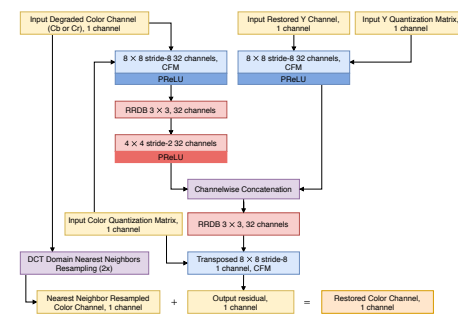 Input Degraded Color Channel
(Cb or Cr), 1 channel
Input Restored Y Channel,
1 channel
Input Y Quantization Matrix,
1 channel
8 × 8 stride-8 32 channels,
CFM
PReLU
8 × 8 stride-8 32 channels,
CFM
PReLU
RRDB 3 × 3, 32 channels
4 × 4 stride-2 32 channels
PReLU
Channelwise Concatenation
Input Color Quantization Matrix,
1 channel
RRDB 3 × 3, 32 channels
DCT Domain Nearest Neighbors
Resampling (2x)
Transposed 8 × 8 stride-8
1 channel, CFM
Nearest Neighbor Resampled
Color Channel, 1 channel
+
Output residual,
1 channel
=
Restored Color Channel,
1 channel